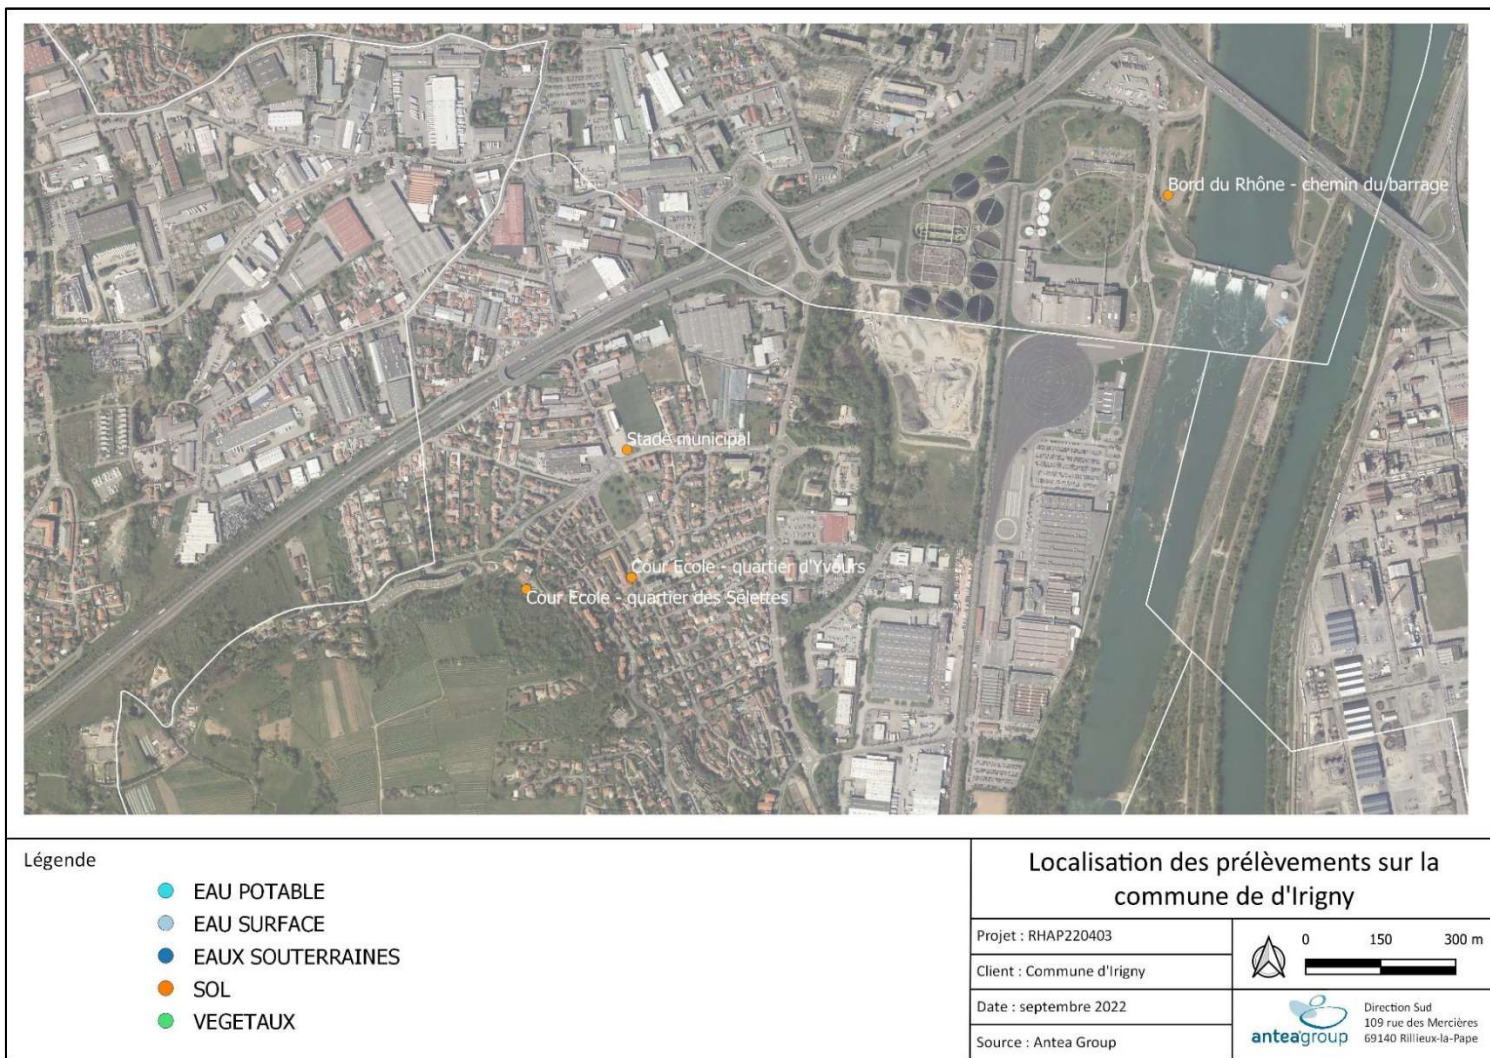 Bord du Rhône - chemin du barrage
Stade municipal
Cour Ecole - quartier d'Yvours
Cour Ecole - quartier des Sélettes
Légende
EAU POTABLE
EAU SURFACE
EAUX SOUTERRAINES
SOL
VEGETAUX
Localisation des prélèvements sur la
commune de d'Irigny
Projet : RHAP220403
Client : Commune d'Irigny
Date : septembre 2022
Source : Antea Group
0 150 300 m
anteagroup
Direction Sud
109 rue des Mercières
69140 Rillieux-la-Pape